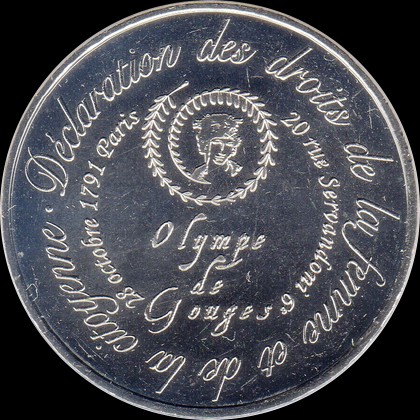 Déclaration des droits de la femme et de la citoyenne ·
28 octobre 1791 Paris
20 rue Servandoni 6e
Olympe
de
Gouges